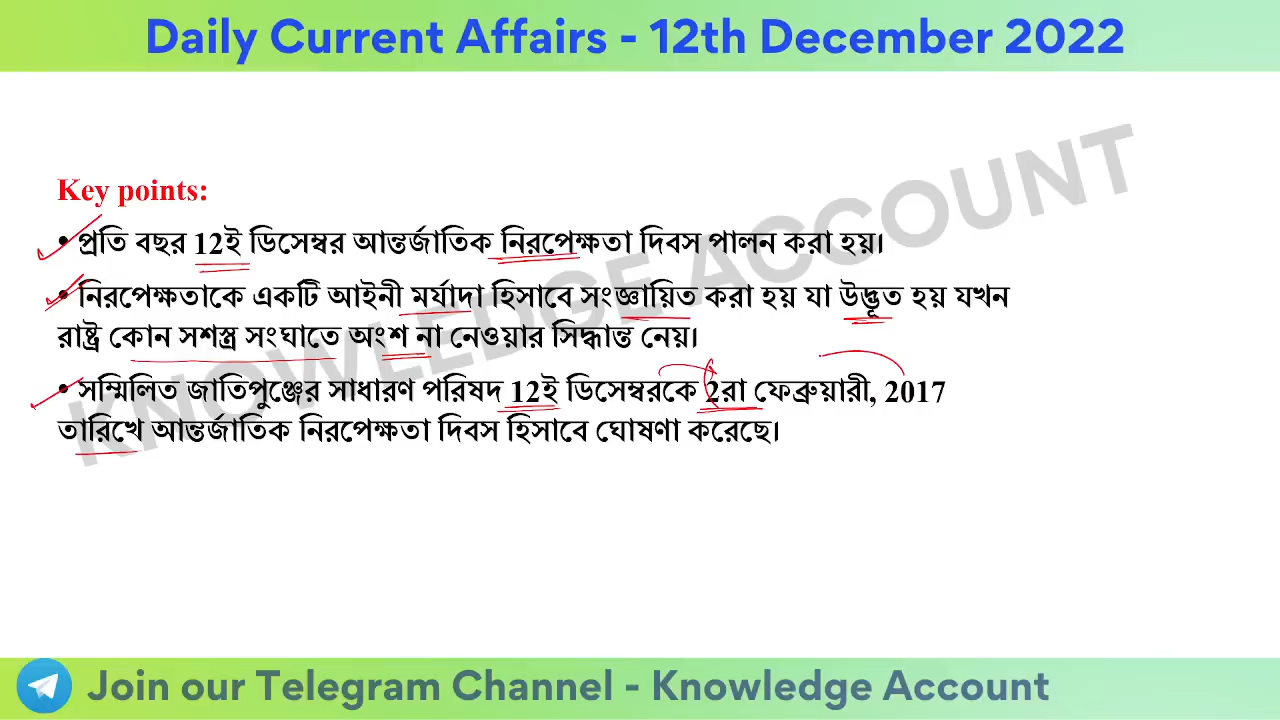 Daily Current Affairs - 12th December 2022
KNOWLEDGE ACCOUNT
Key points:
• প্রতি বছর 12ই ডিসেম্বর আন্তর্জাতিক নিরপেক্ষতা দিবস পালন করা হয়।
• নিরপেক্ষতাকে একটি আইনী মর্যাদা হিসাবে সংজ্ঞায়িত করা হয় যা উদ্ভূত হয় যখন
রাষ্ট্র কোন সশস্ত্র সংঘাতে অংশ না নেওয়ার সিদ্ধান্ত নেয়।
• সম্মিলিত জাতিপুঞ্জের সাধারণ পরিষদ 12ই ডিসেম্বরকে 2রা ফেব্রুয়ারী, 2017
তারিখে আন্তর্জাতিক নিরপেক্ষতা দিবস হিসাবে ঘোষণা করেছে।
Join our Telegram Channel - Knowledge Account